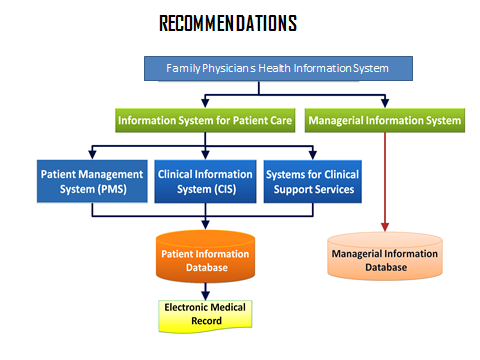 RECOMMENDATIONS
Family Physicians Health Information System
Information System for Patient Care
Managerial Information System
Patient Management
System (PMS)
Clinical Information
System (CIS)
Systems for Clinical
Support Services
Patient Information
Database
Managerial Information
Database
Electronic Medical
Record